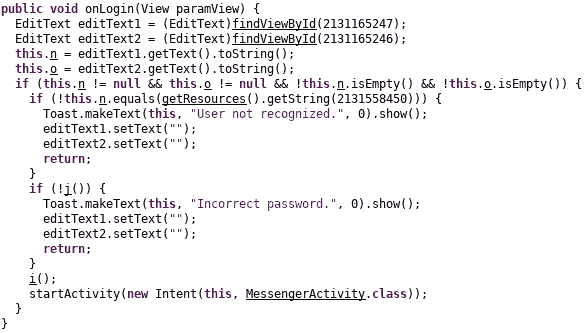 public void onLogin(View paramView) {
  EditText editText1 = (EditText)findViewById(2131165247);
  EditText editText2 = (EditText)findViewById(2131165246);
  this.n = editText1.getText().toString();
  this.o = editText2.getText().toString();
  if (this.n != null && this.o != null && !this.n.isEmpty() && !this.o.isEmpty()) {
    if (!this.n.equals(getResources().getString(2131558450))) {
      Toast.makeText(this, "User not recognized.", 0).show();
      editText1.setText("");
      editText2.setText("");
      return;
    }
    if (!j()) {
      Toast.makeText(this, "Incorrect password.", 0).show();
      editText1.setText("");
      editText2.setText("");
      return;
    }
    i();
    startActivity(new Intent(this, MessengerActivity.class));
  }
}